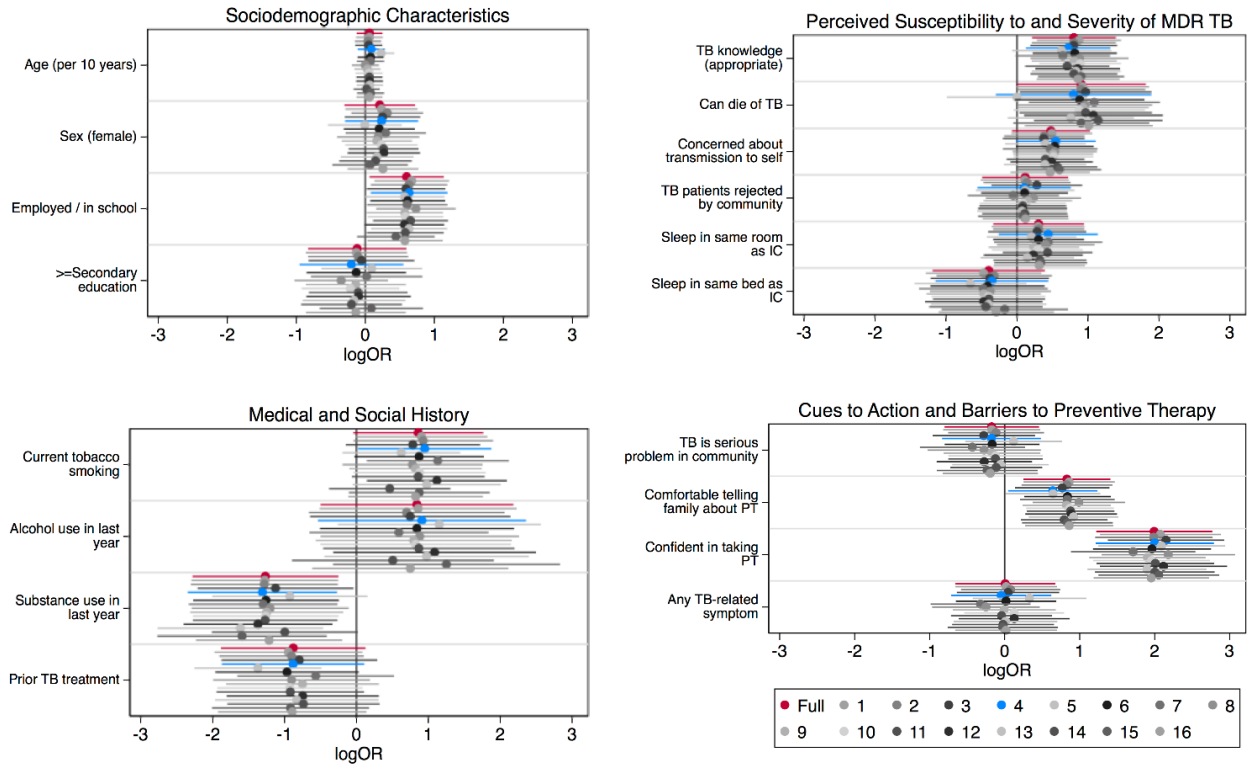 Sociodemographic Characteristics
Age (per 10 years)
Sex (female)
Employed / in school
>=Secondary
education
-3 -2 -1 0 1 2 3
logOR
Perceived Susceptibility to and Severity of MDR TB
TB knowledge
(appropriate)
Can die of TB
Concerned about
transmission to self
TB patients rejected
by community
Sleep in same room
as IC
Sleep in same bed as
IC
-3 -2 -1 0 1 2 3
logOR
Medical and Social History
Current tobacco
smoking
Alcohol use in last
year
Substance use in
last year
Prior TB treatment
-3 -2 -1 0 1 2 3
logOR
Cues to Action and Barriers to Preventive Therapy
TB is serious
problem in community
Comfortable telling
family about PT
Confident in taking
PT
Any TB-related
symptom
-3 -2 -1 0 1 2 3
logOR
Full 1 2 3 4 5 6 7 8
9 10 11 12 13 14 15 16